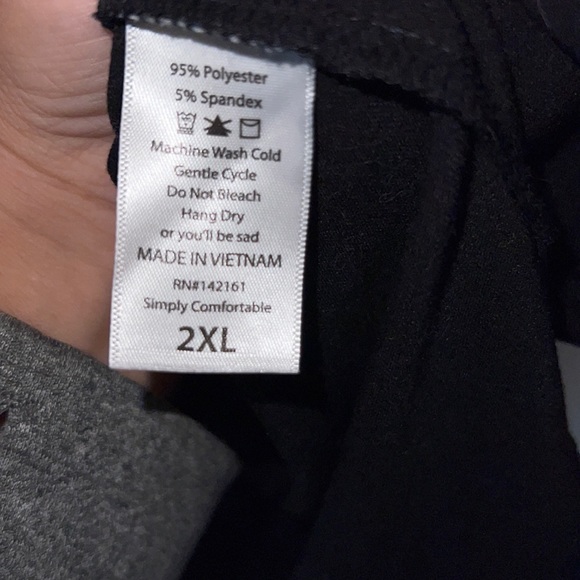 95% Polyester
5% Spandex
Machine Wash Cold
Gentle Cycle
Do Not Bleach
Hang Dry
or you'll be sad
MADE IN VIETNAM
RN#142161
Simply Comfortable
2XL